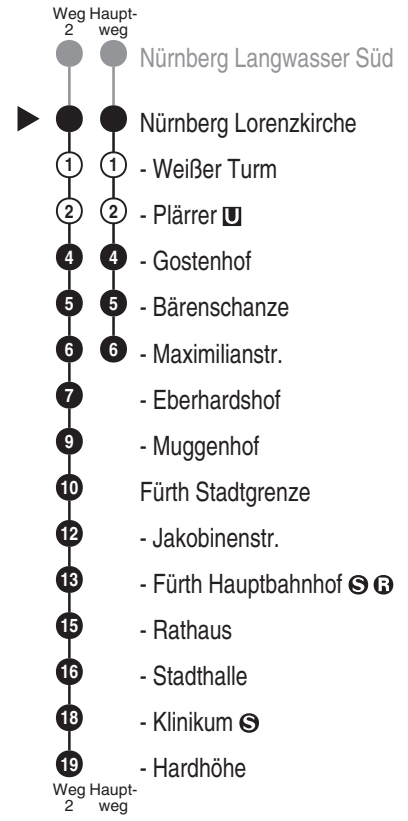 Weg Haupt-
2 weg
Nürnberg Langwasser Süd
Nürnberg Lorenzkirche
1 1 - Weißer Turm
2 2 - Plärrer U
4 4 - Gostenhof
5 5 - Bärenschanze
6 6 - Maximilianstr.
7 - Eberhardshof
9 - Muggenhof
10 Fürth Stadtgrenze
12 - Jakobinenstr.
13 - Fürth Hauptbahnhof S R
15 - Rathaus
16 - Stadthalle
18 - Klinikum S
19 - Hardhöhe
Weg Haupt-
2 weg